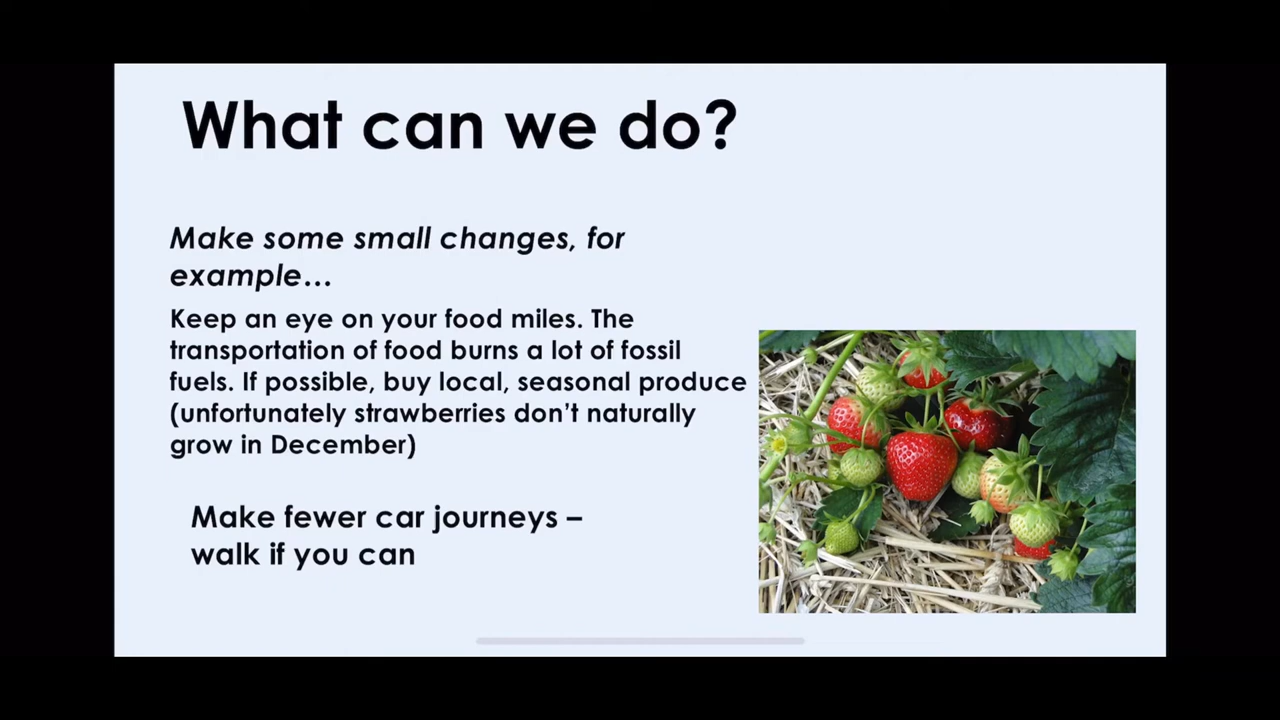 What can we do?
Make some small changes, for
example…
Keep an eye on your food miles. The
transportation of food burns a lot of fossil
fuels. If possible, buy local, seasonal produce
(unfortunately strawberries don’t naturally
grow in December)
Make fewer car journeys –
walk if you can